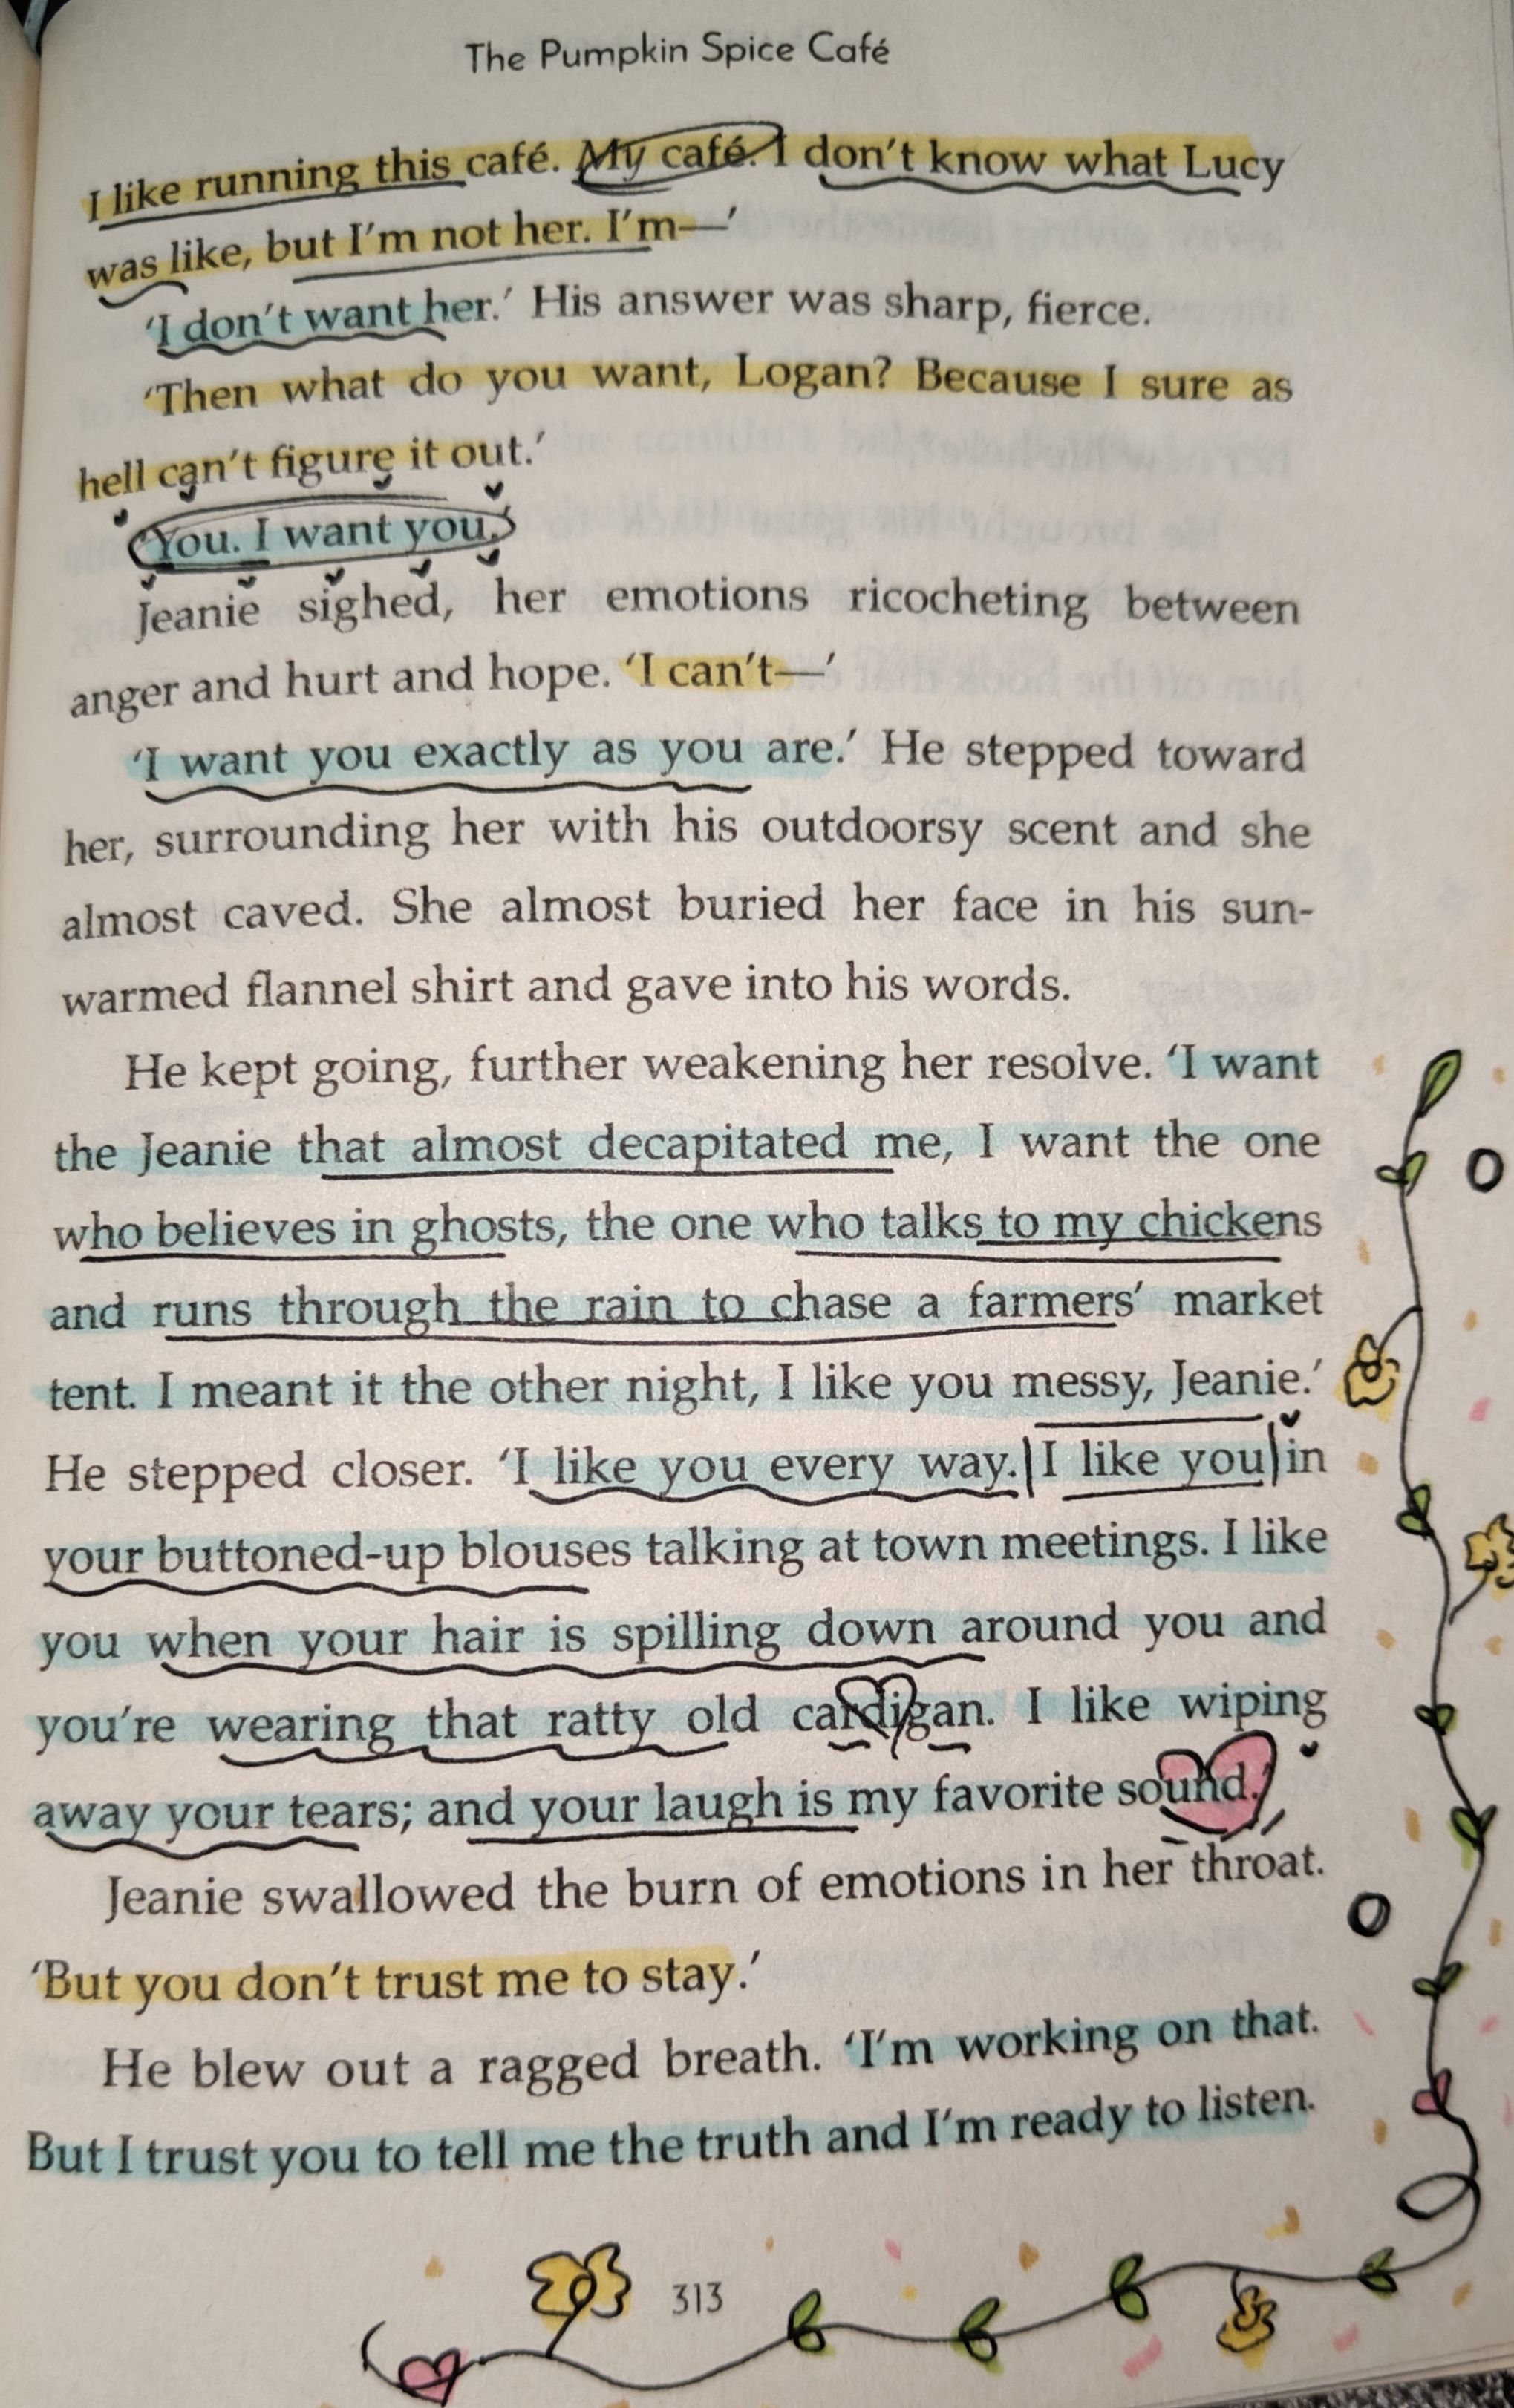 The Pumpkin Spice Café
I like running this café. My café. I don't know what Lucy
was like, but I'm not her. I'm—'
'I don't want her.' His answer was sharp, fierce.
'Then what do you want, Logan? Because I sure as
hell can't figure it out.'
'You. I want you.'
Jeanie sighed, her emotions ricocheting between
anger and hurt and hope. 'I can't—'
'I want you exactly as you are.' He stepped toward
her, surrounding her with his outdoorsy scent and she
almost caved. She almost buried her face in his sun-
warmed flannel shirt and gave into his words.
He kept going, further weakening her resolve. 'I want
the Jeanie that almost decapitated me, I want the one
who believes in ghosts, the one who talks to my chickens
and runs through the rain to chase a farmers' market
tent. I meant it the other night, I like you messy, Jeanie.'
He stepped closer. 'I like you every way. I like you in
your buttoned-up blouses talking at town meetings. I like
you when your hair is spilling down around you and
you're wearing that ratty old cardigan. I like wiping
away your tears; and your laugh is my favorite sound.'
Jeanie swallowed the burn of emotions in her throat.
'But you don't trust me to stay.'
He blew out a ragged breath. 'I'm working on that.
But I trust you to tell me the truth and I'm ready to listen.
313